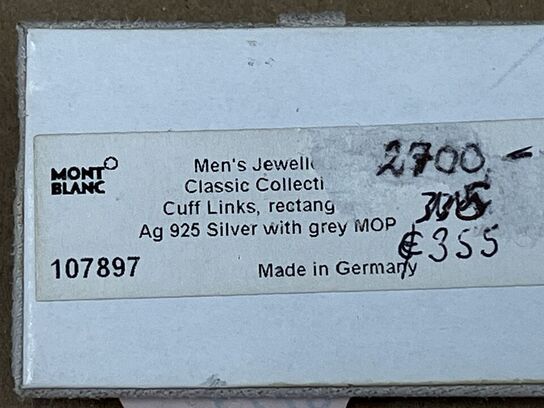 MONT
BLANC
Men's Jewell
Classic Collecti
Cuff Links, rectang
Ag 925 Silver with grey MOP
107897
Made in Germany
2700,-
€355